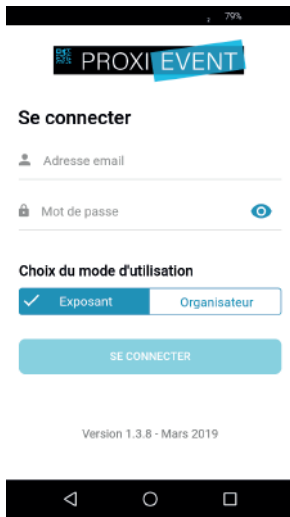 79%
PROXI EVENT
Se connecter
Adresse email
Mot de passe
Choix du mode d'utilisation
Exposant
Organisateur
SE CONNECTER
Version 1.3.8 - Mars 2019